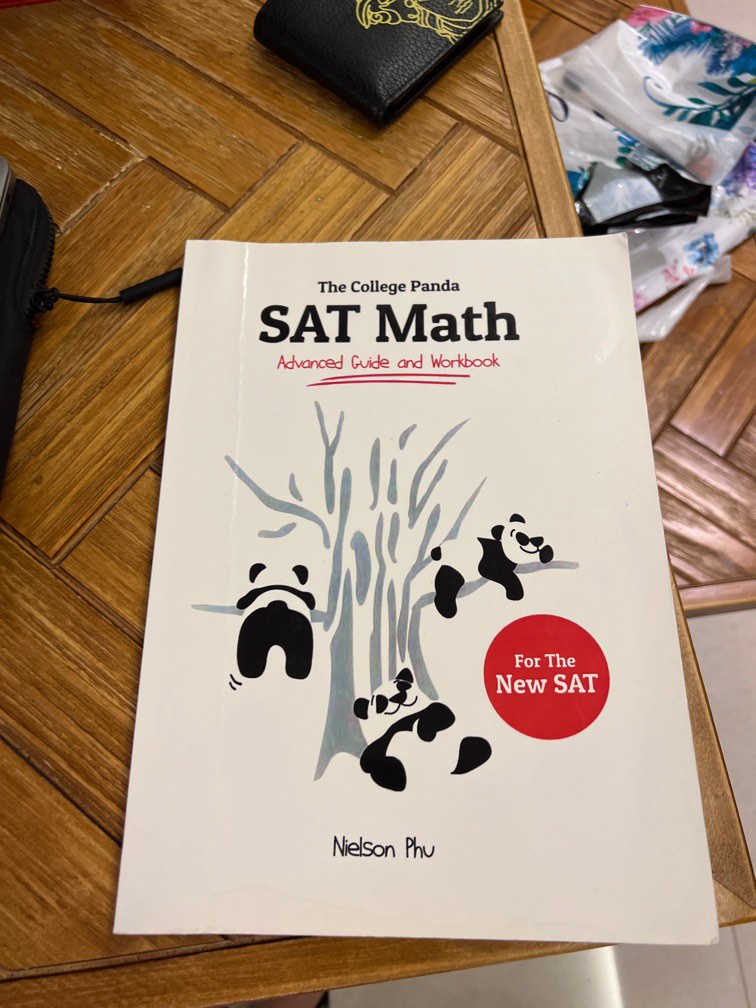 The College Panda
SAT Math
Advanced Guide and Workbook
For The
New SAT
Nielson Phu